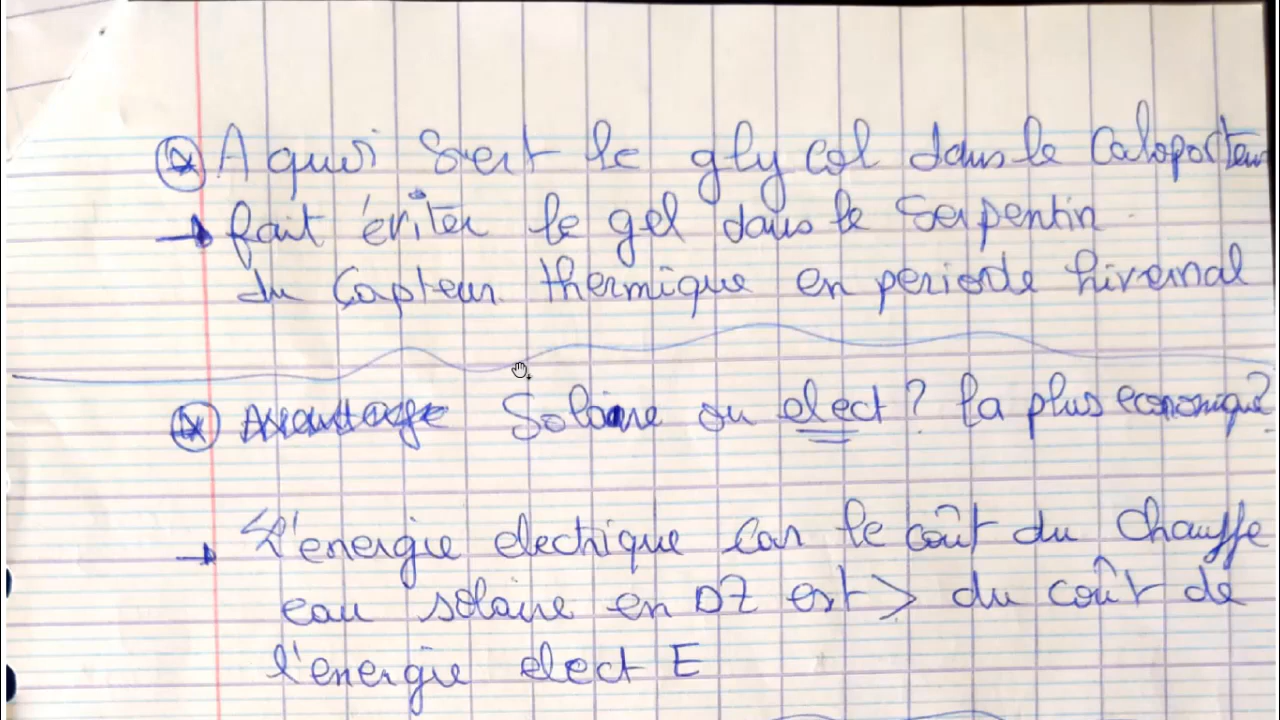 A quoi sert le glycol dans le Caloporteur
→ fait éviter le gel dans le Serpentin
du Capteur thermique en periode hivernal
Avantage Solaire ou elect? la plus economique?
→ L'énergie electrique car le coût du Chauffe
eau solaire en DZ est > du coût de
l'énergie elect E